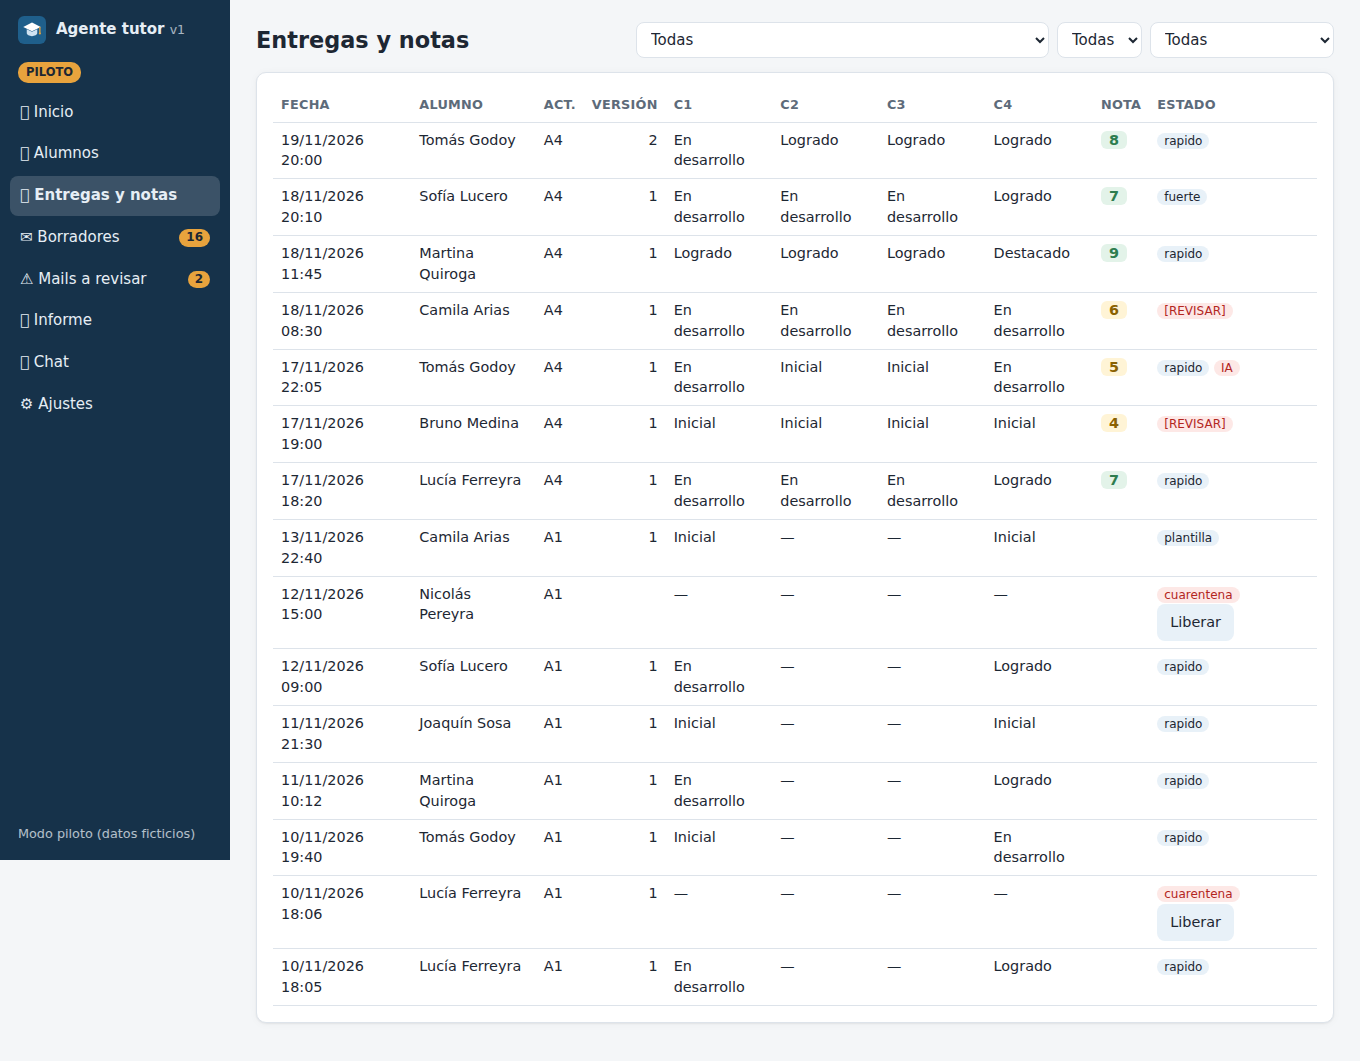 Agente tutor v1
PILOTO
Inicio
Alumnos
Entregas y notas
✉ Borradores 16
⚠ Mails a revisar 2
Informe
Chat
⚙ Ajustes
Modo piloto (datos ficticios)
Entregas y notas Todas Todas Todas
FECHA ALUMNO ACT. VERSIÓN C1 C2 C3 C4 NOTA ESTADO
19/11/2026 Tomás Godoy A4 2 En Logrado Logrado Logrado 8 rapido
20:00 desarrollo
18/11/2026 Sofía Lucero A4 1 En En En Logrado 7 fuerte
20:10 desarrollo desarrollo desarrollo
18/11/2026 Martina A4 1 Logrado Logrado Logrado Destacado 9 rapido
11:45 Quiroga
18/11/2026 Camila Arias A4 1 En En En En 6 [REVISAR]
08:30 desarrollo desarrollo desarrollo desarrollo
17/11/2026 Tomás Godoy A4 1 En Inicial Inicial En 5 rapido IA
22:05 desarrollo desarrollo
17/11/2026 Bruno Medina A4 1 Inicial Inicial Inicial Inicial 4 [REVISAR]
19:00
17/11/2026 Lucía Ferreyra A4 1 En En En Logrado 7 rapido
18:20 desarrollo desarrollo desarrollo
13/11/2026 Camila Arias A1 1 Inicial — — Inicial plantilla
22:40
12/11/2026 Nicolás A1 — — — — cuarentena
15:00 Pereyra Liberar
12/11/2026 Sofía Lucero A1 1 En — — Logrado rapido
09:00 desarrollo
11/11/2026 Joaquín Sosa A1 1 Inicial — — Inicial rapido
21:30
11/11/2026 Martina A1 1 En — — Logrado rapido
10:12 Quiroga desarrollo
10/11/2026 Tomás Godoy A1 1 Inicial — — En rapido
19:40 desarrollo
10/11/2026 Lucía Ferreyra A1 1 — — — — cuarentena
18:06 Liberar
10/11/2026 Lucía Ferreyra A1 1 En — — Logrado rapido
18:05 desarrollo